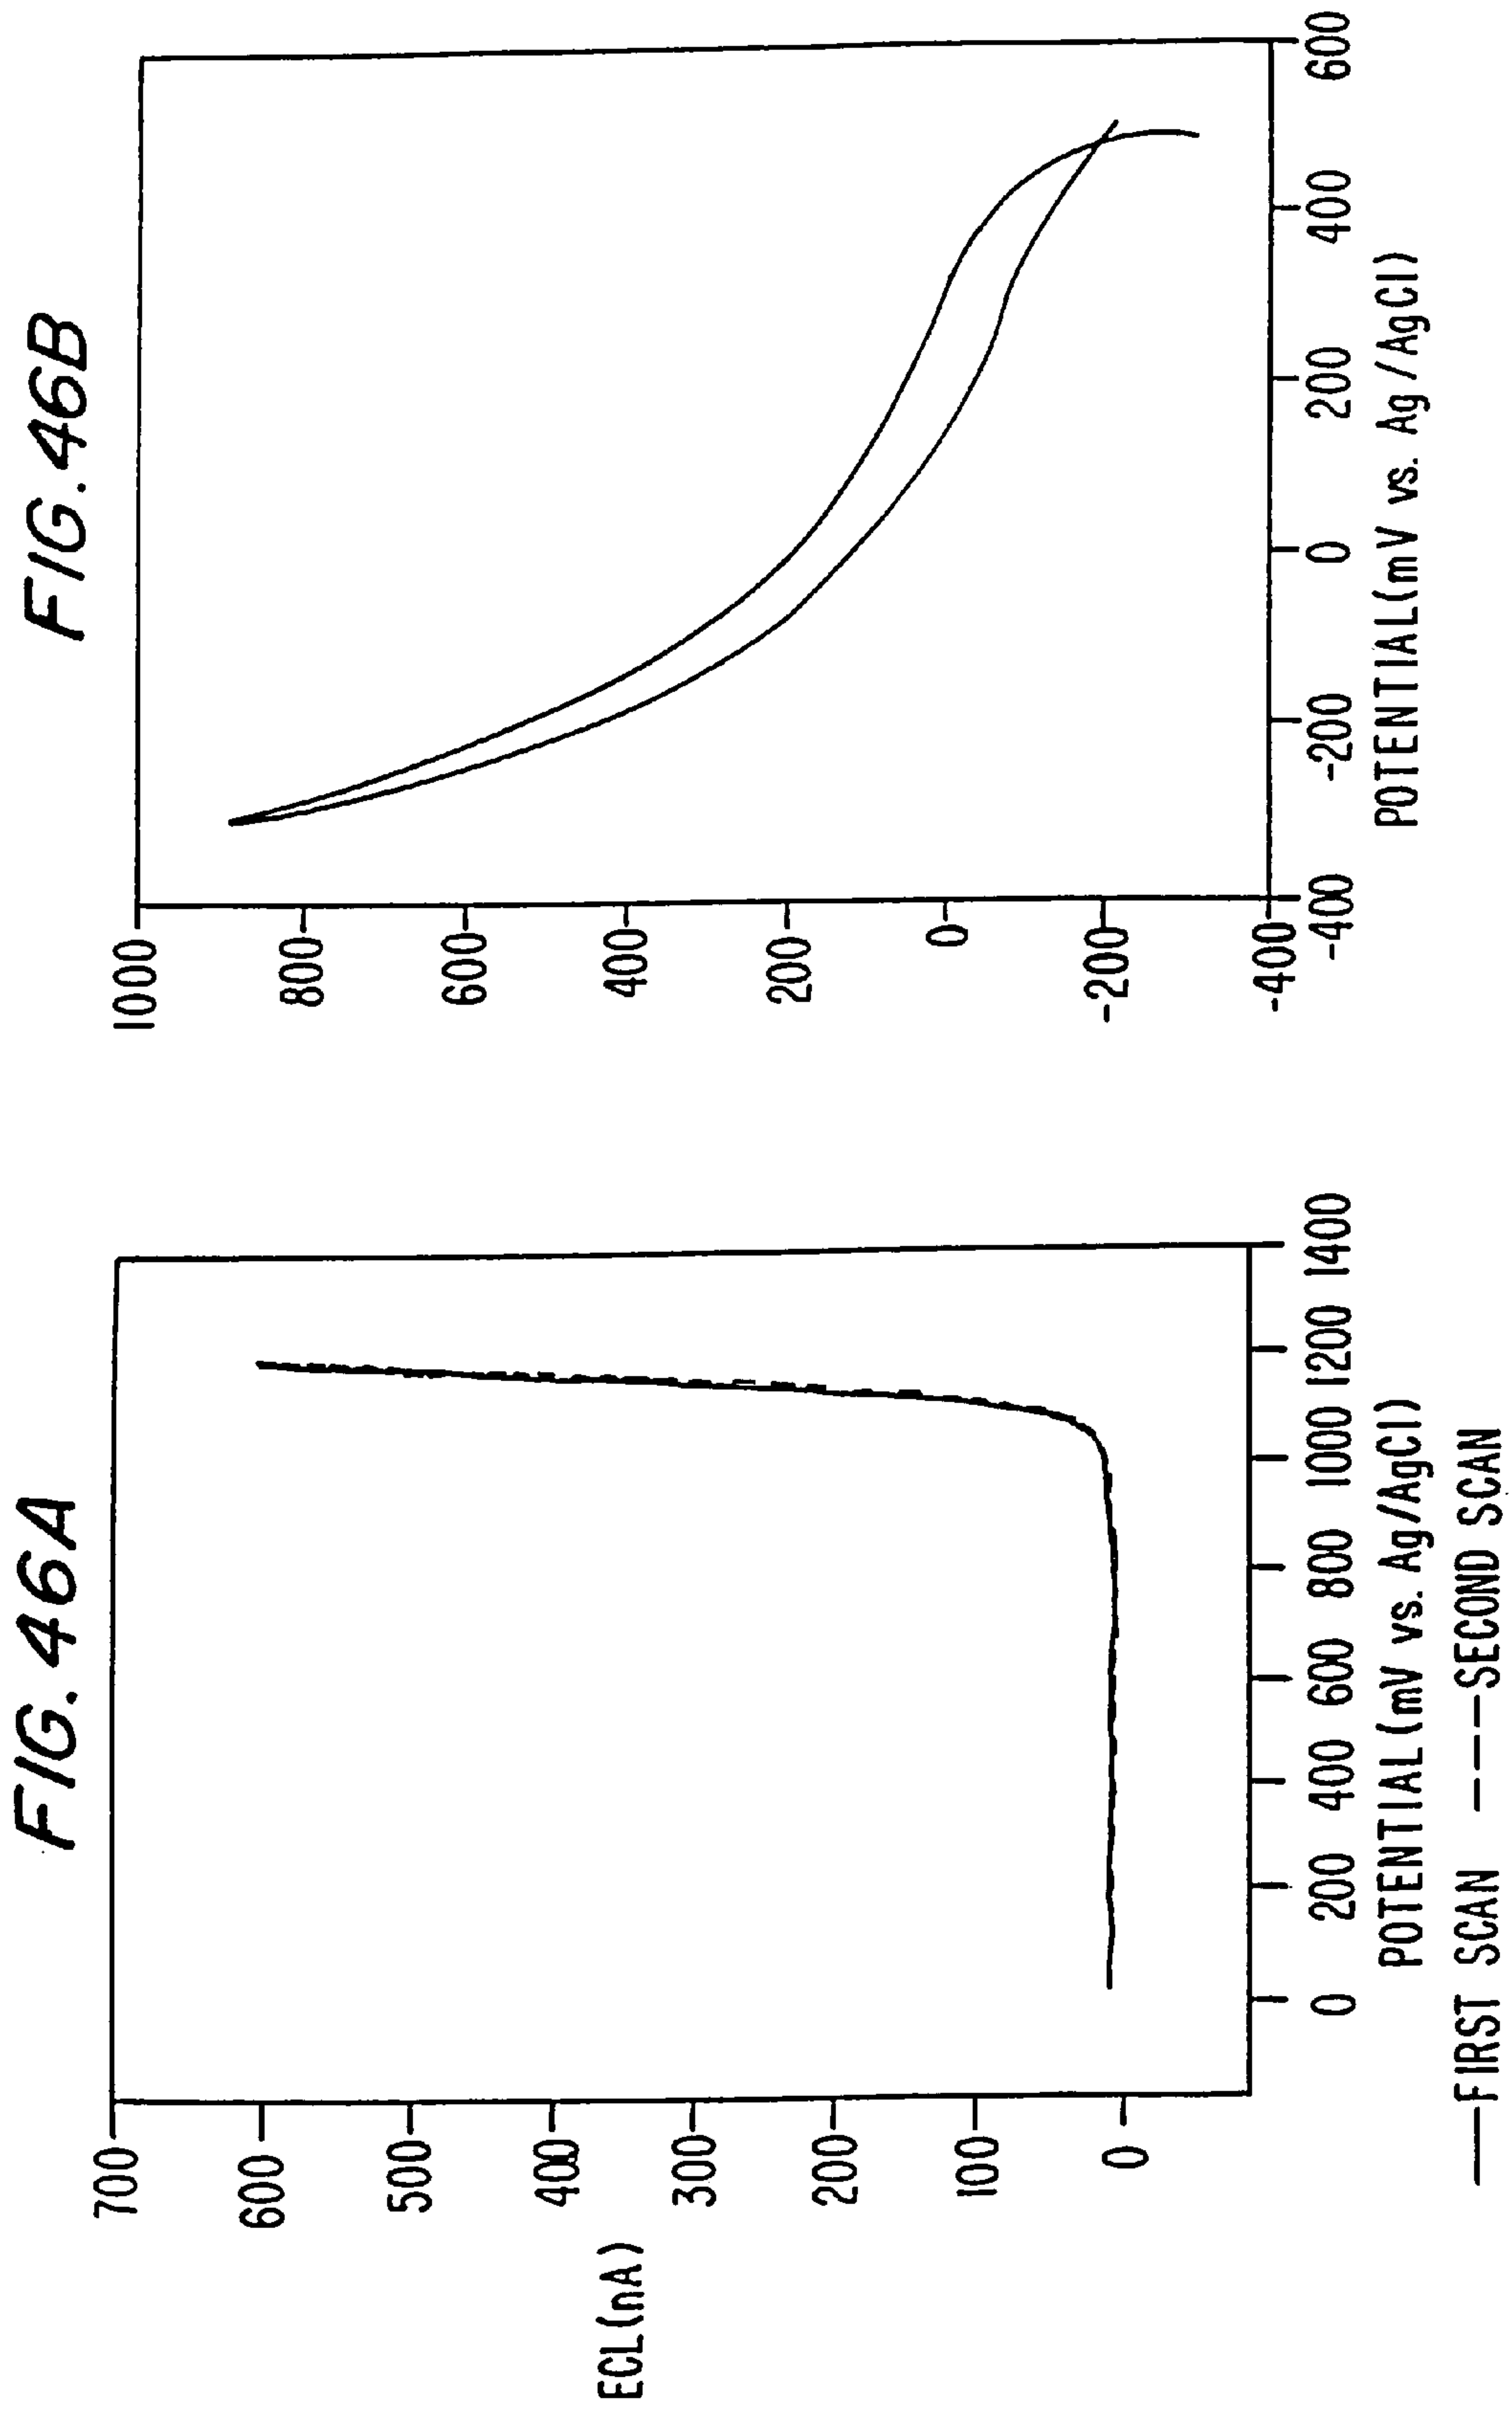 FIG. 46A
700
600
500
400
300
200
100
0
ECL(nA)
0 200 400 600 800 1000 1200 1400
POTENTIAL(mV vs. Ag/AgCl)
FIRST SCAN SECOND SCAN
FIG. 46B
1000
800
600
400
200
0
-200
-400
-400 -200 0 200 400 600
POTENTIAL(mV vs. Ag/AgCl)